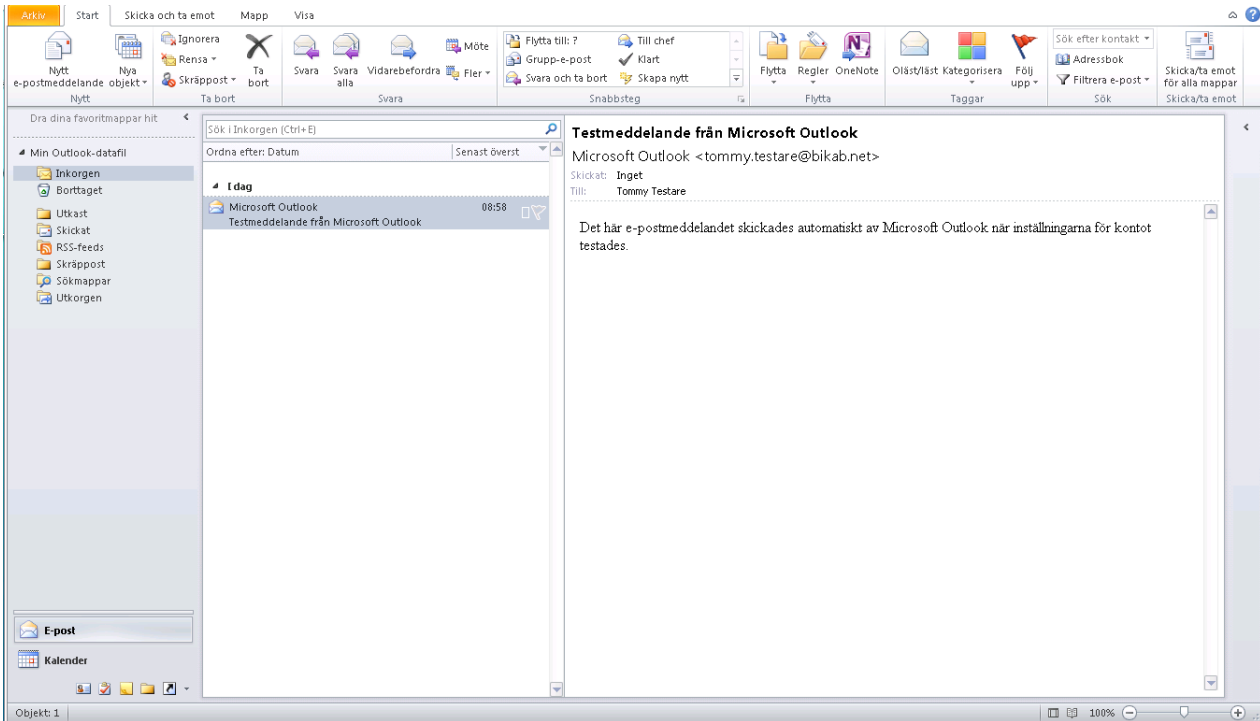 Arkiv Start Skicka och ta emot Mapp Visa
Nytt e-postmeddelande
Nya objekt
Nytt
Ignorera
Rensa
Skräppost
Ta bort
Ta bort
Svara
Svara alla
Vidarebefordra
Möte
Fler
Svara
Flytta till: ?
Grupp-e-post
Svara och ta bort
Till chef
Klart
Skapa nytt
Snabbsteg
Flytta
Regler
OneNote
Flytta
Oläst/läst
Kategorisera
Följ upp
Taggar
Sök efter kontakt
Adressbok
Filtrera e-post
Sök
Skicka/ta emot för alla mappar
Skicka/ta emot
Dra dina favoritmappar hit
Min Outlook-datafil
Inkorgen
Borttaget
Utkast
Skickat
RSS-feeds
Skräppost
Sökmappar
Utkorgen
E-post
Kalender
Sök i Inkorgen (Ctrl+E)
Ordna efter: Datum Senast överst
I dag
Microsoft Outlook 08:58
Testmeddelande från Microsoft Outlook
Testmeddelande från Microsoft Outlook
Microsoft Outlook <tommy.testare@bikab.net>
Skickat: Inget
Till: Tommy Testare
Det här e-postmeddelandet skickades automatiskt av Microsoft Outlook när inställningarna för kontot
testades.
Objekt: 1
100%